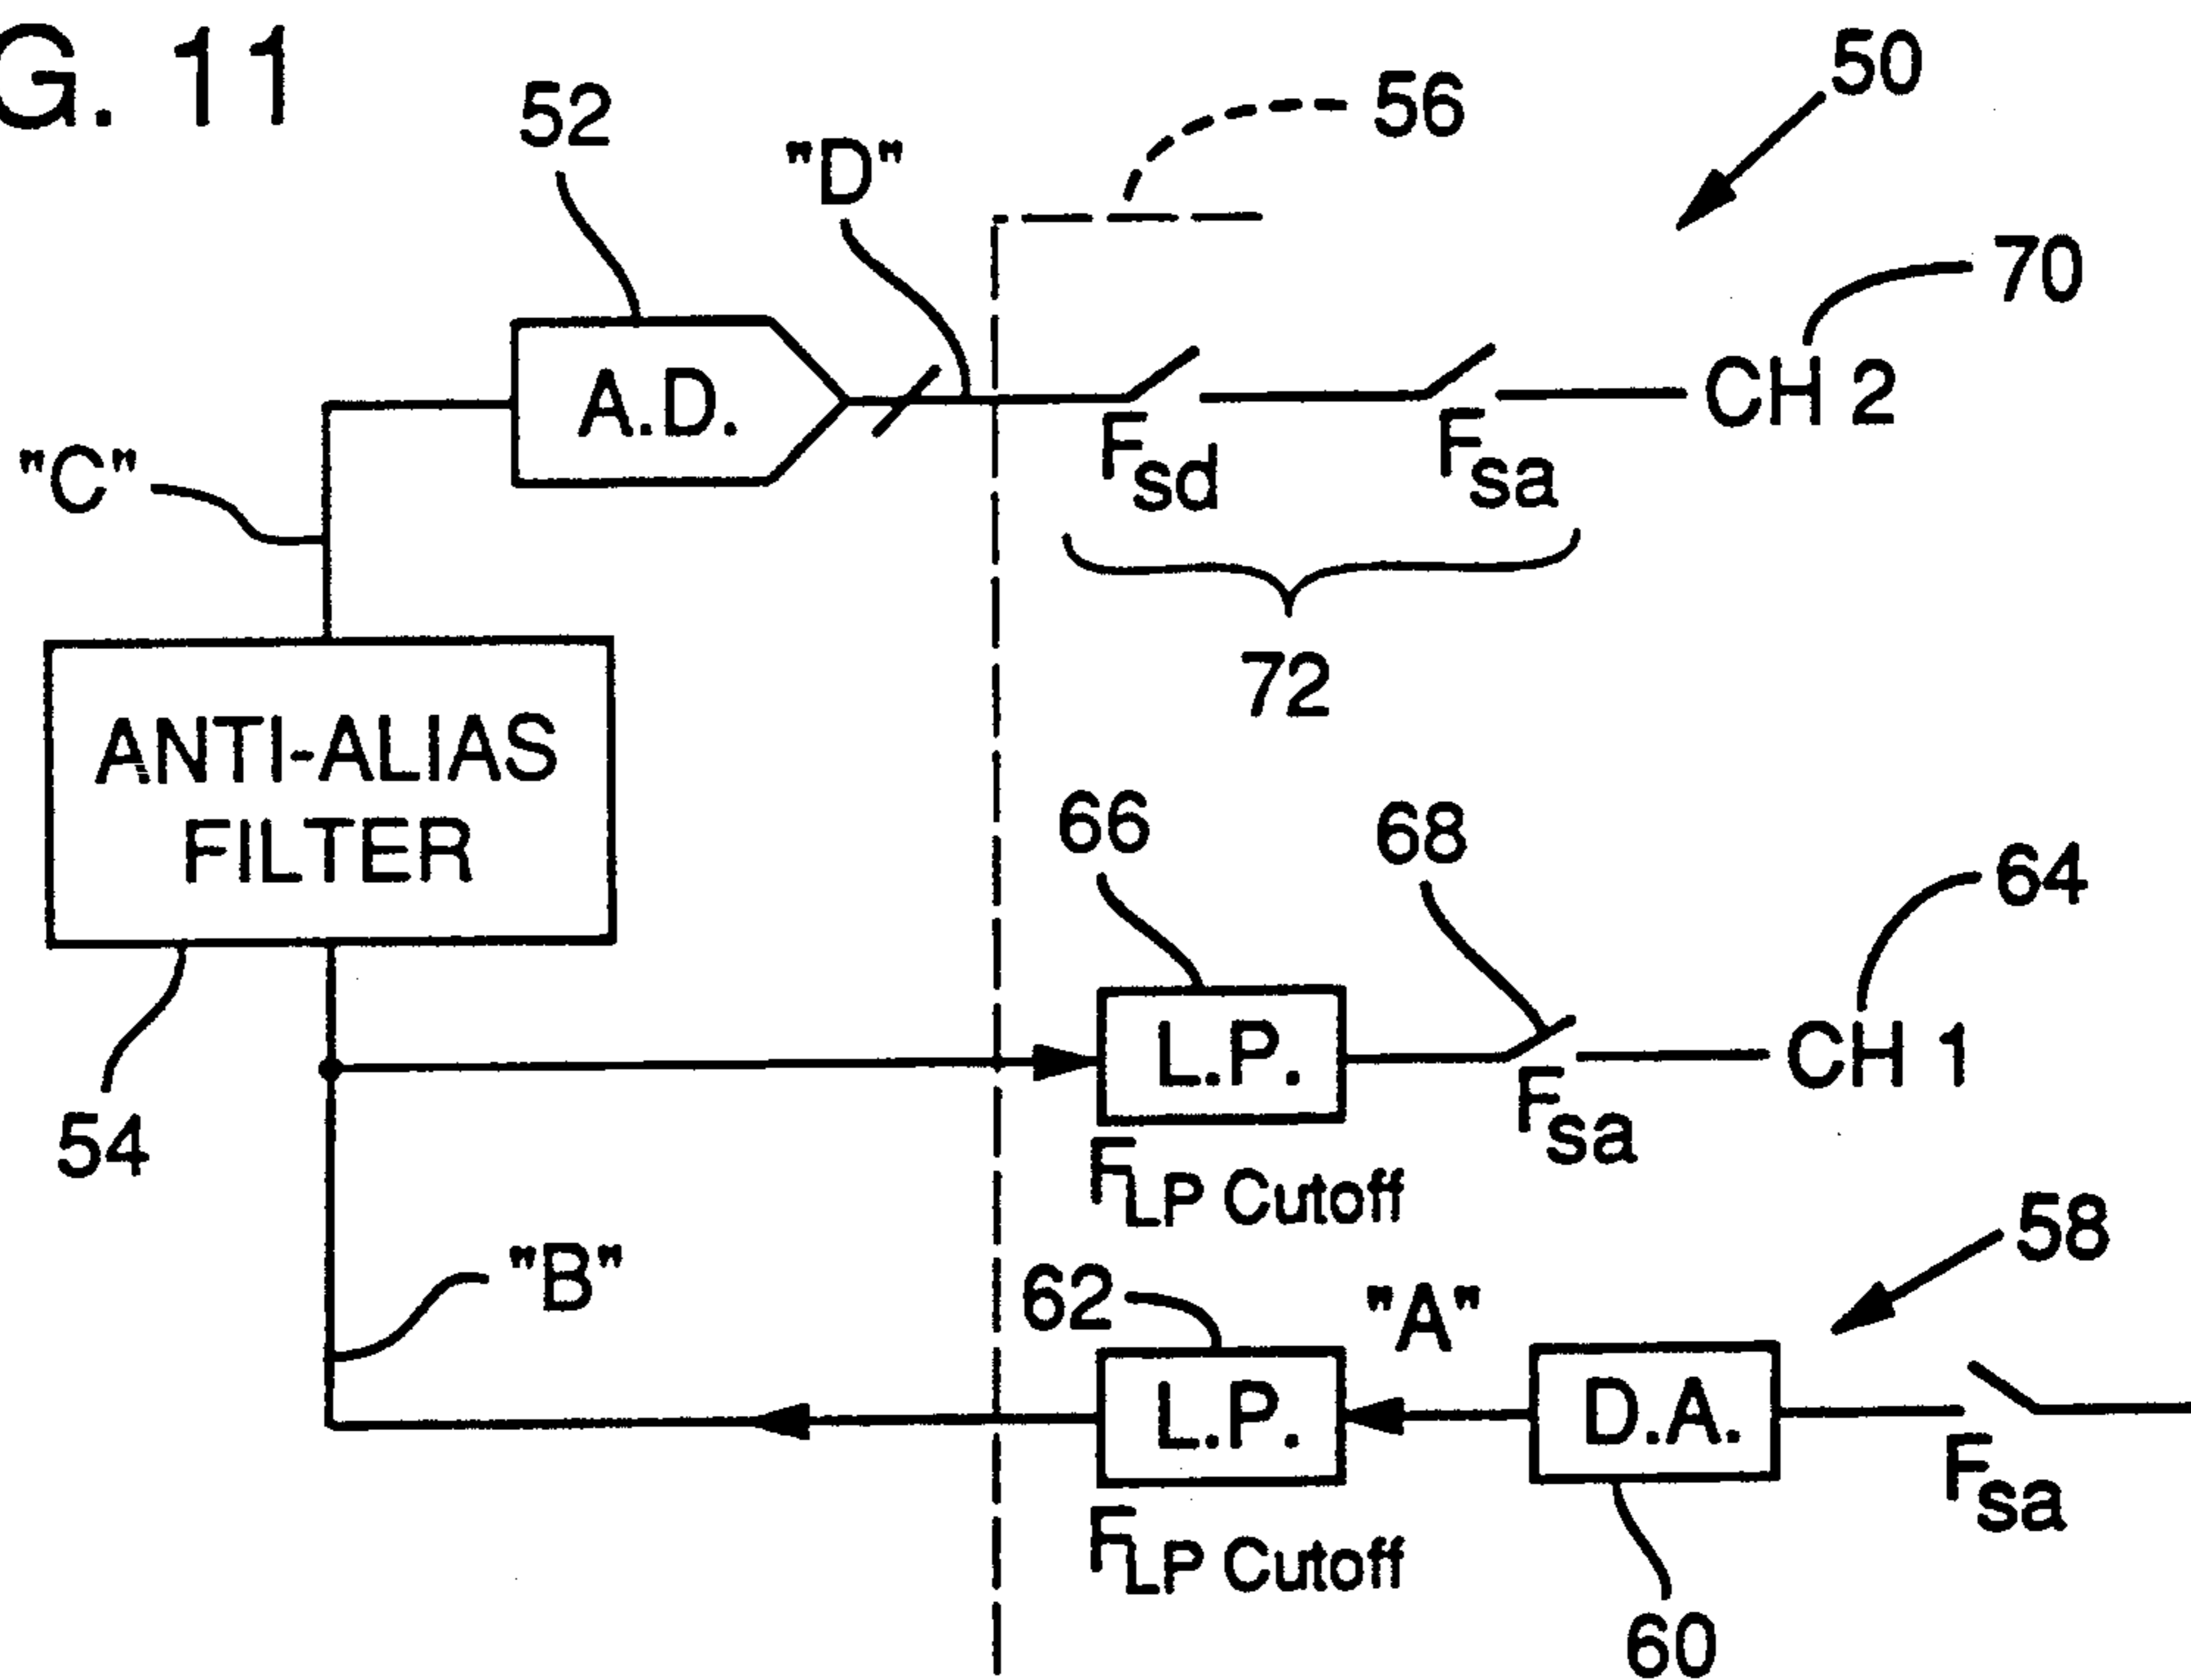 G. 11
50
52
56
"D"
70
A.D.
CH 2
Fsd
Fsa
"C"
72
ANTI-ALIAS
FILTER
66
68
64
L.P.
CH 1
Fsa
54
FLP Cutoff
58
"B"
62
"A"
L.P.
D.A.
Fsa
FLP Cutoff
60